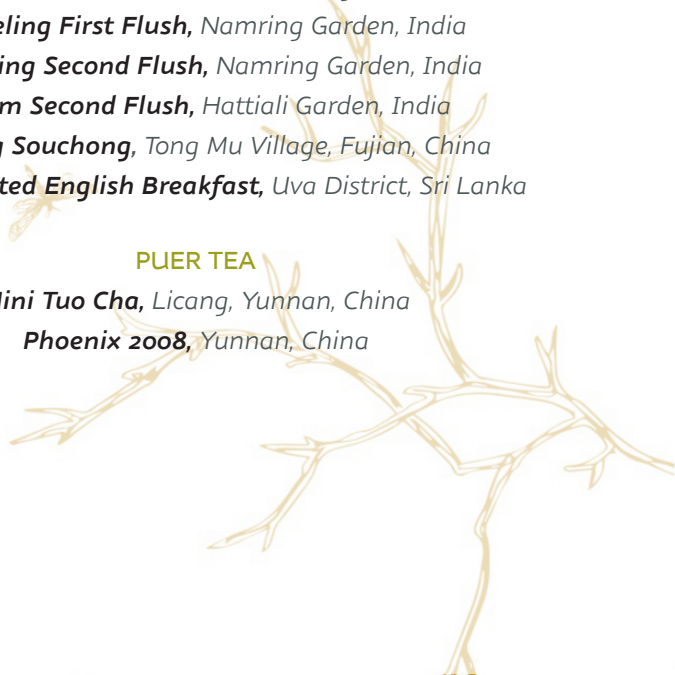 eling First Flush, Namring Garden, India
ing Second Flush, Namring Garden, India
m Second Flush, Hattiali Garden, India
g Souchong, Tong Mu Village, Fujian, China
ted English Breakfast, Uva District, Sri Lanka
PUER TEA
ini Tuo Cha, Licang, Yunnan, China
Phoenix 2008, Yunnan, China